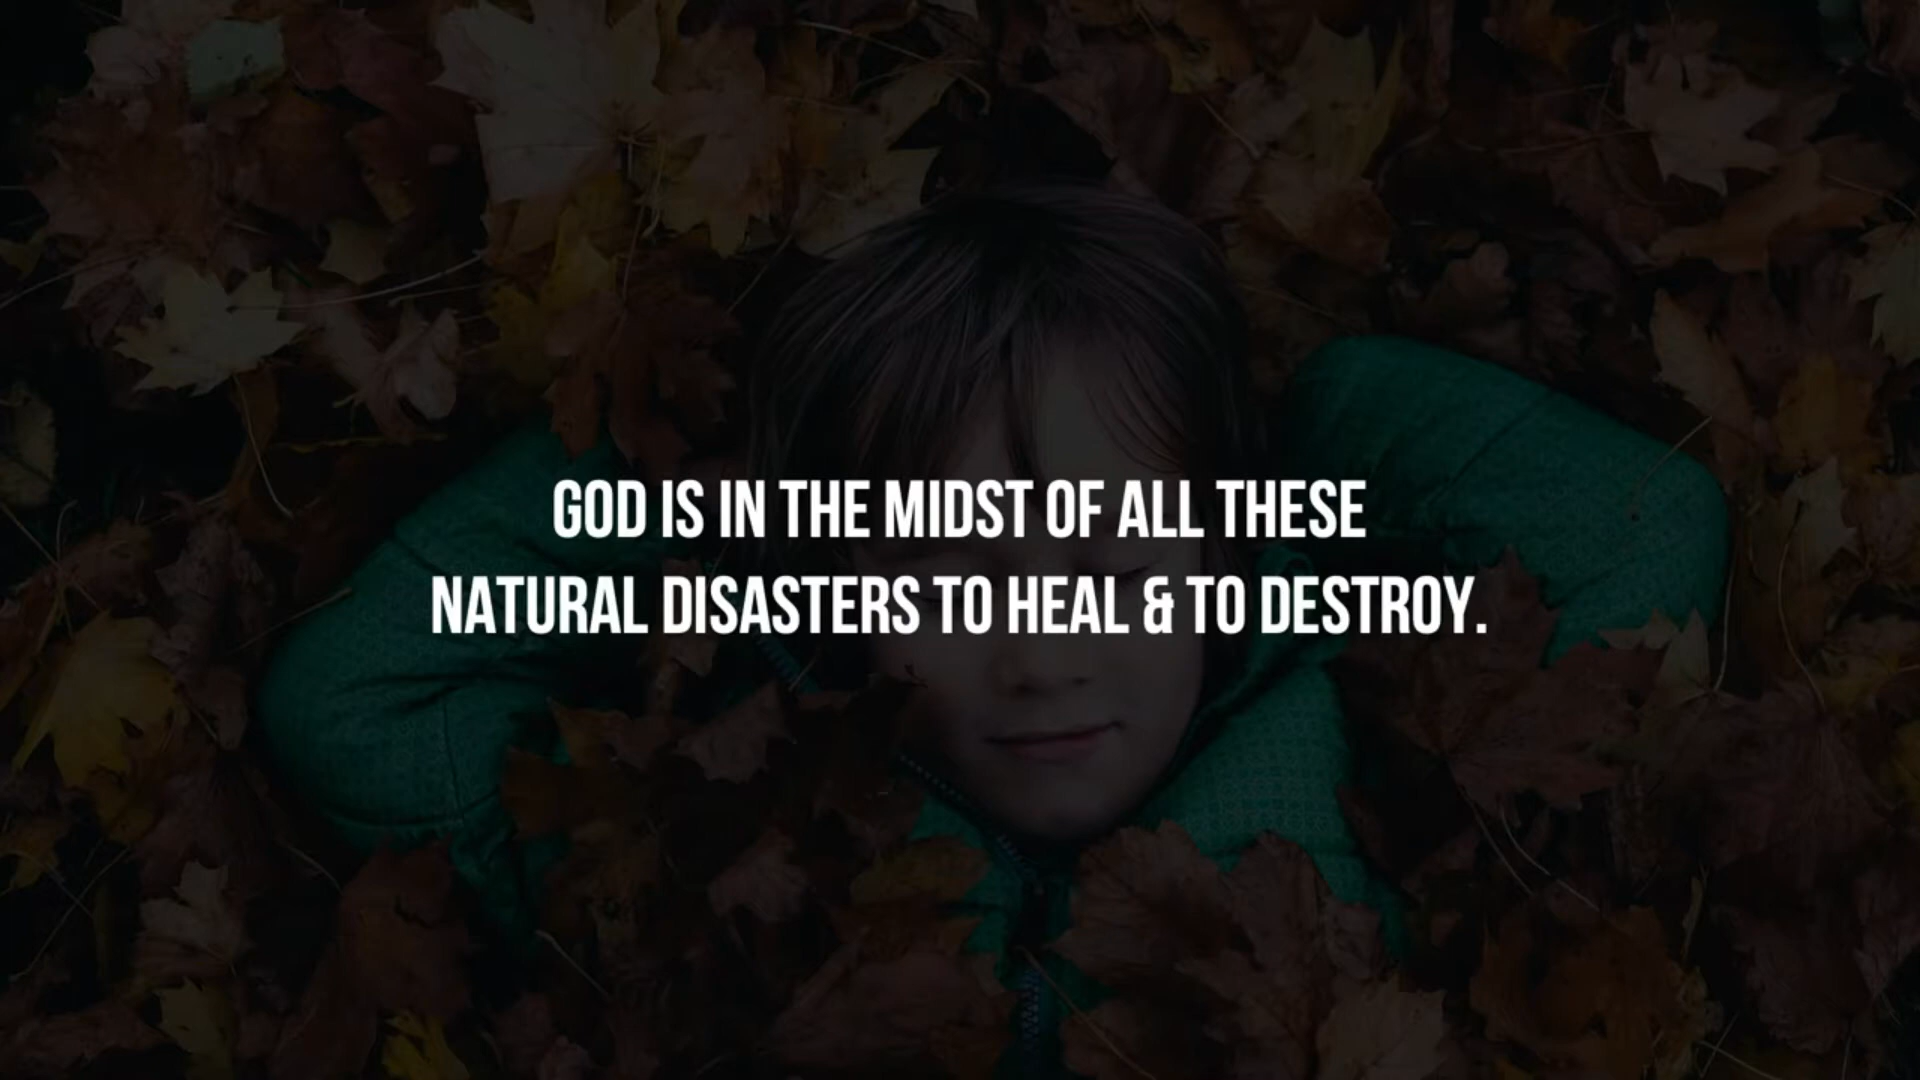 GOD IS IN THE MIDST OF ALL THESE
NATURAL DISASTERS TO HEAL & TO DESTROY.